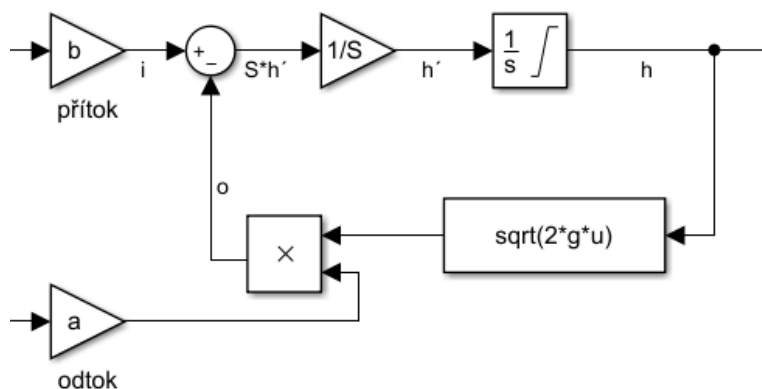 b
i
+
−
S*h´
1/S
h´
1
s
h
přítok
o
×
sqrt(2*g*u)
a
odtok